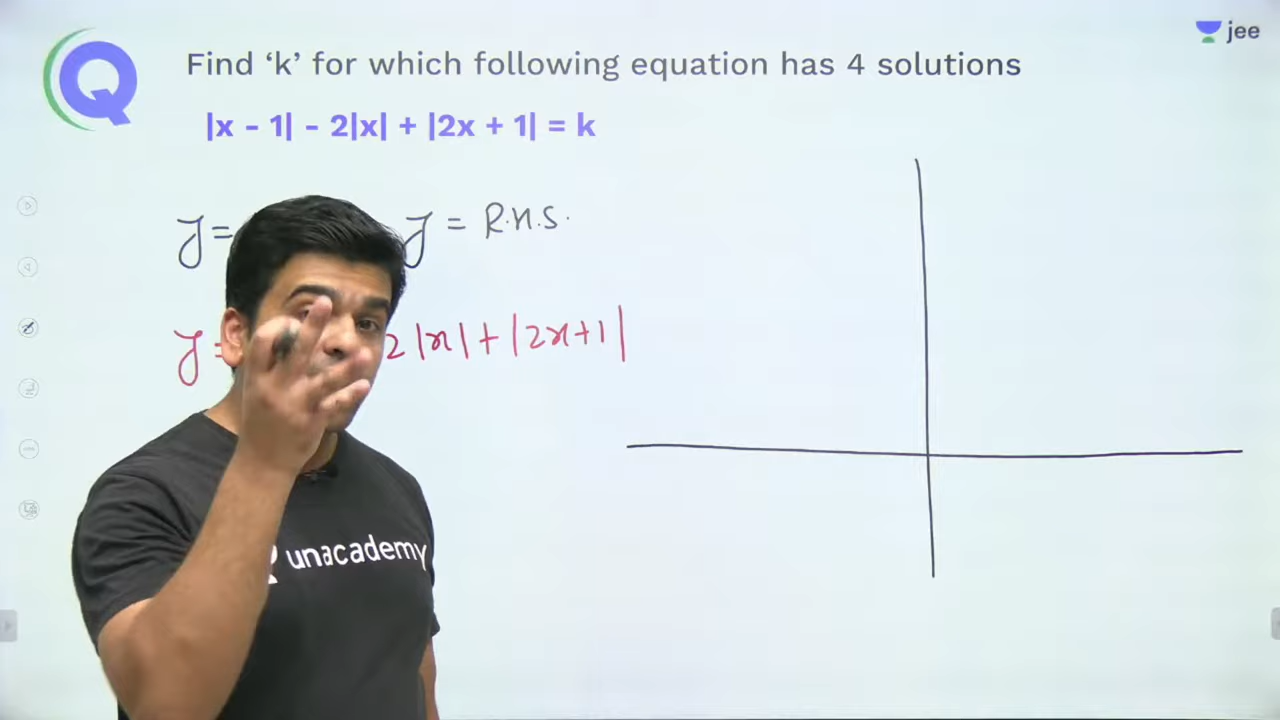 jee
Find ‘k’ for which following equation has 4 solutions
|x - 1| - 2|x| + |2x + 1| = k
y = y = R.H.S.
y = 2|x| + |2x+1|
unacademy